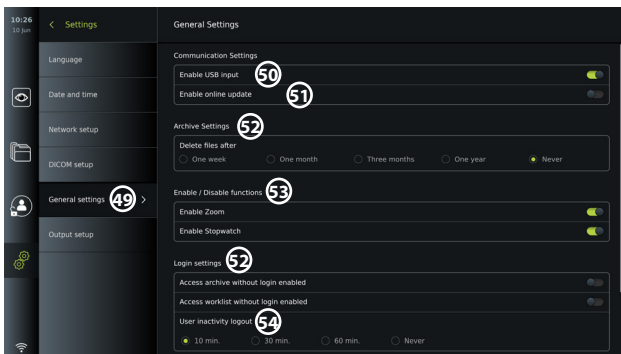 10:26
10 Jun
Settings
General Settings
Language
Date and time
Network setup
DICOM setup
General settings 49
Output setup
Communication Settings
Enable USB input 50
Enable online update 51
Archive Settings 52
Delete files after
One week One month Three months One year Never
Enable / Disable functions 53
Enable Zoom
Enable Stopwatch
Login settings 52
Access archive without login enabled
Access worklist without login enabled
User inactivity logout 54
10 min. 30 min. 60 min. Never